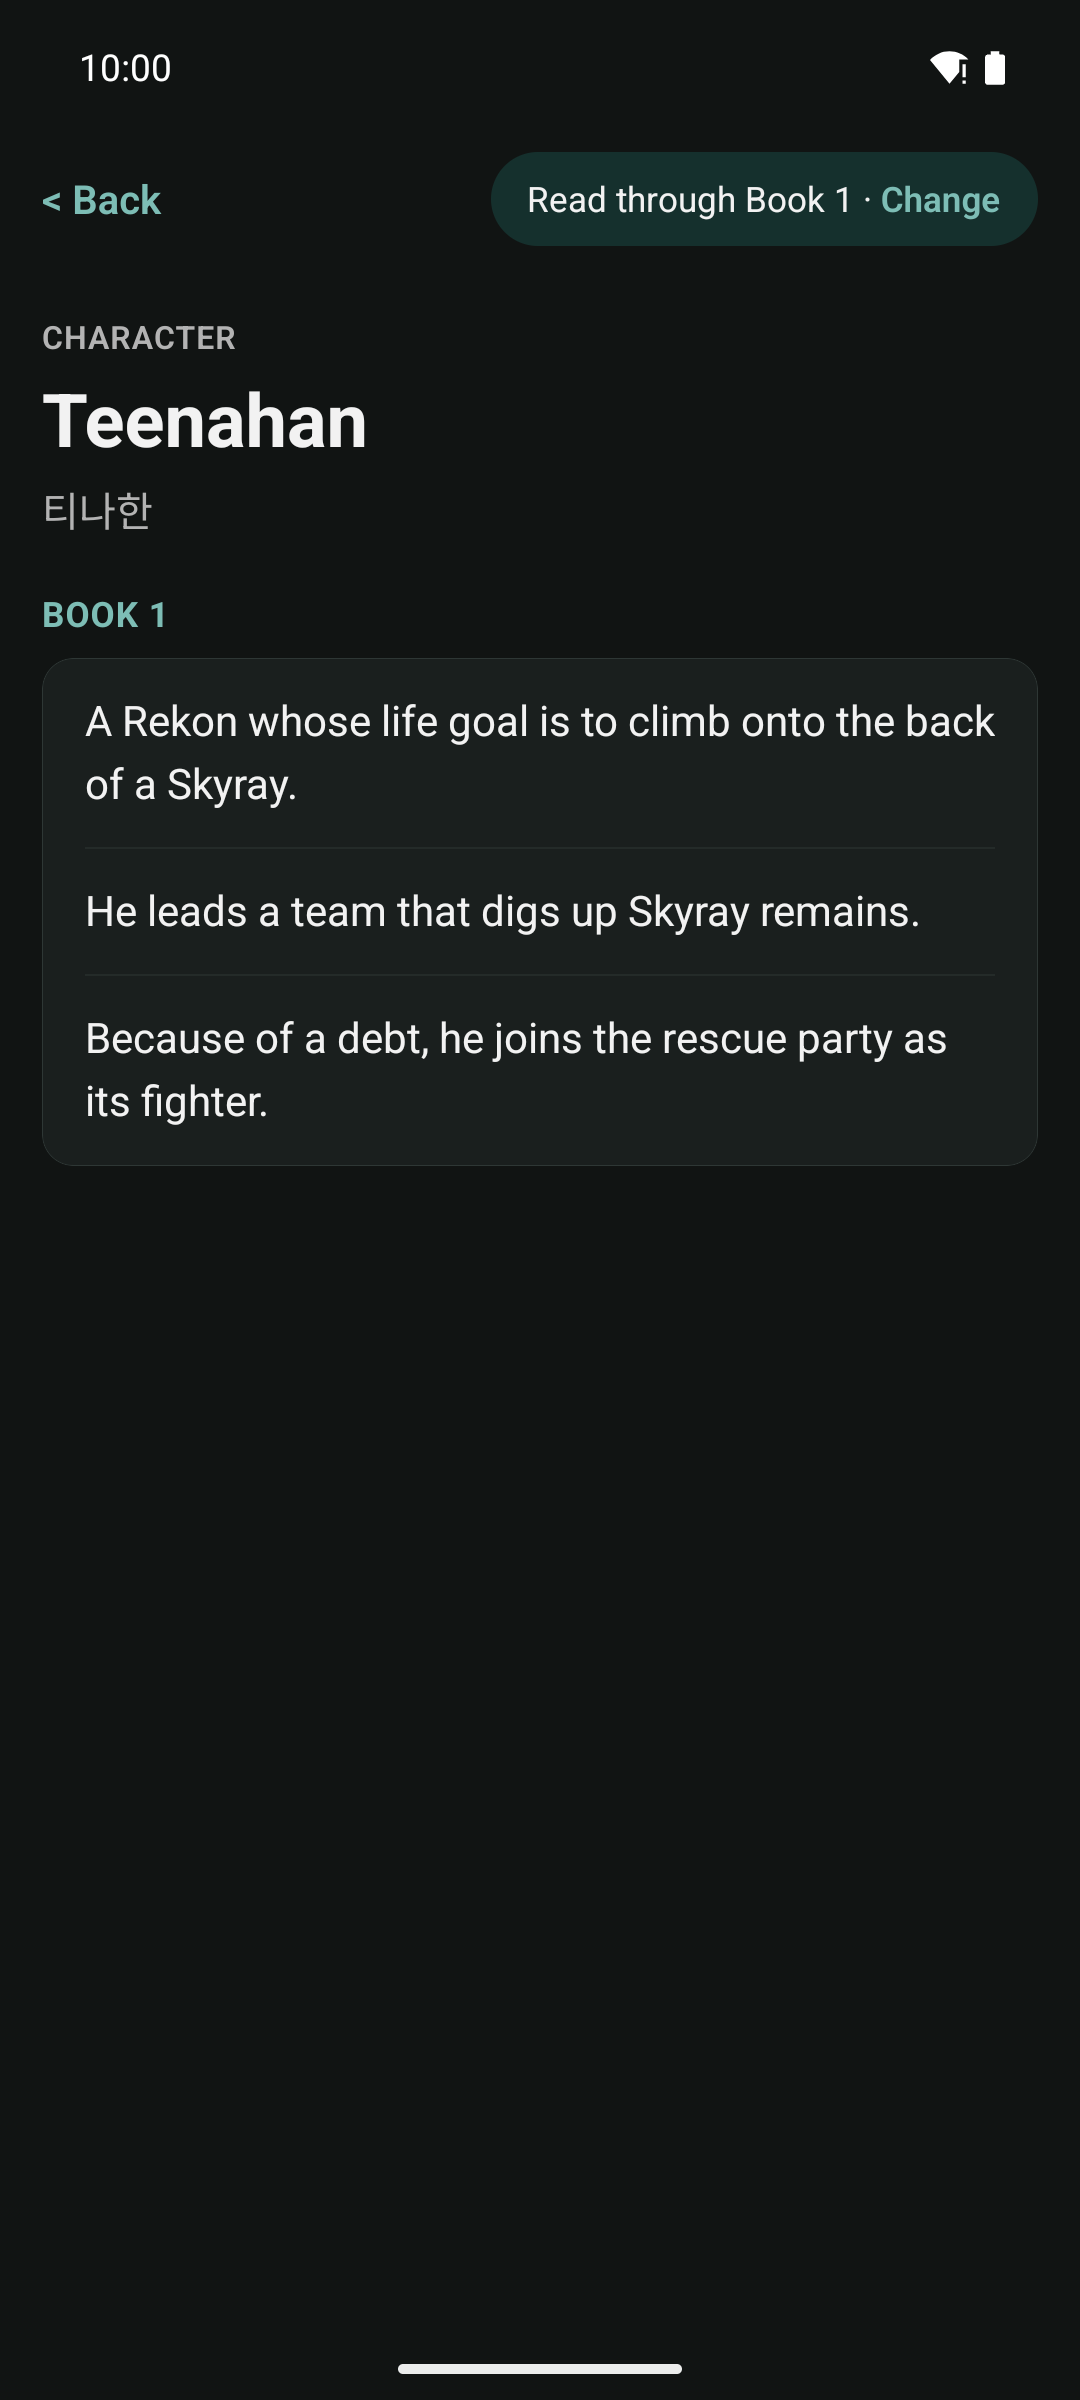 10:00
< Back
Read through Book 1 · Change
CHARACTER
Teenahan
티나한
BOOK 1
A Rekon whose life goal is to climb onto the back
of a Skyray.
He leads a team that digs up Skyray remains.
Because of a debt, he joins the rescue party as
its fighter.